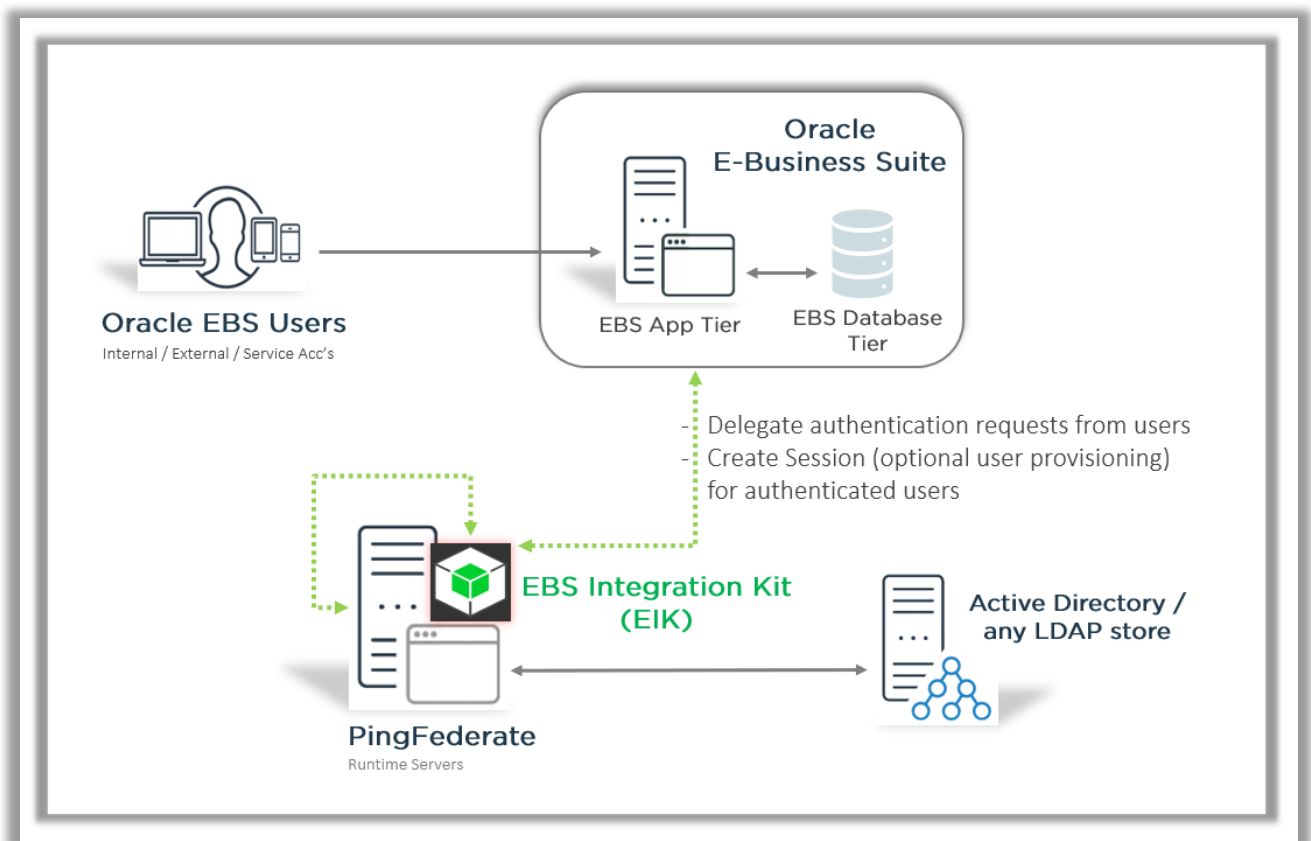 Oracle
E-Business Suite
EBS App Tier
EBS Database
Tier
Oracle EBS Users
Internal / External / Service Acc's
- Delegate authentication requests from users
- Create Session (optional user provisioning)
for authenticated users
EBS Integration Kit
(EIK)
Active Directory /
any LDAP store
PingFederate
Runtime Servers